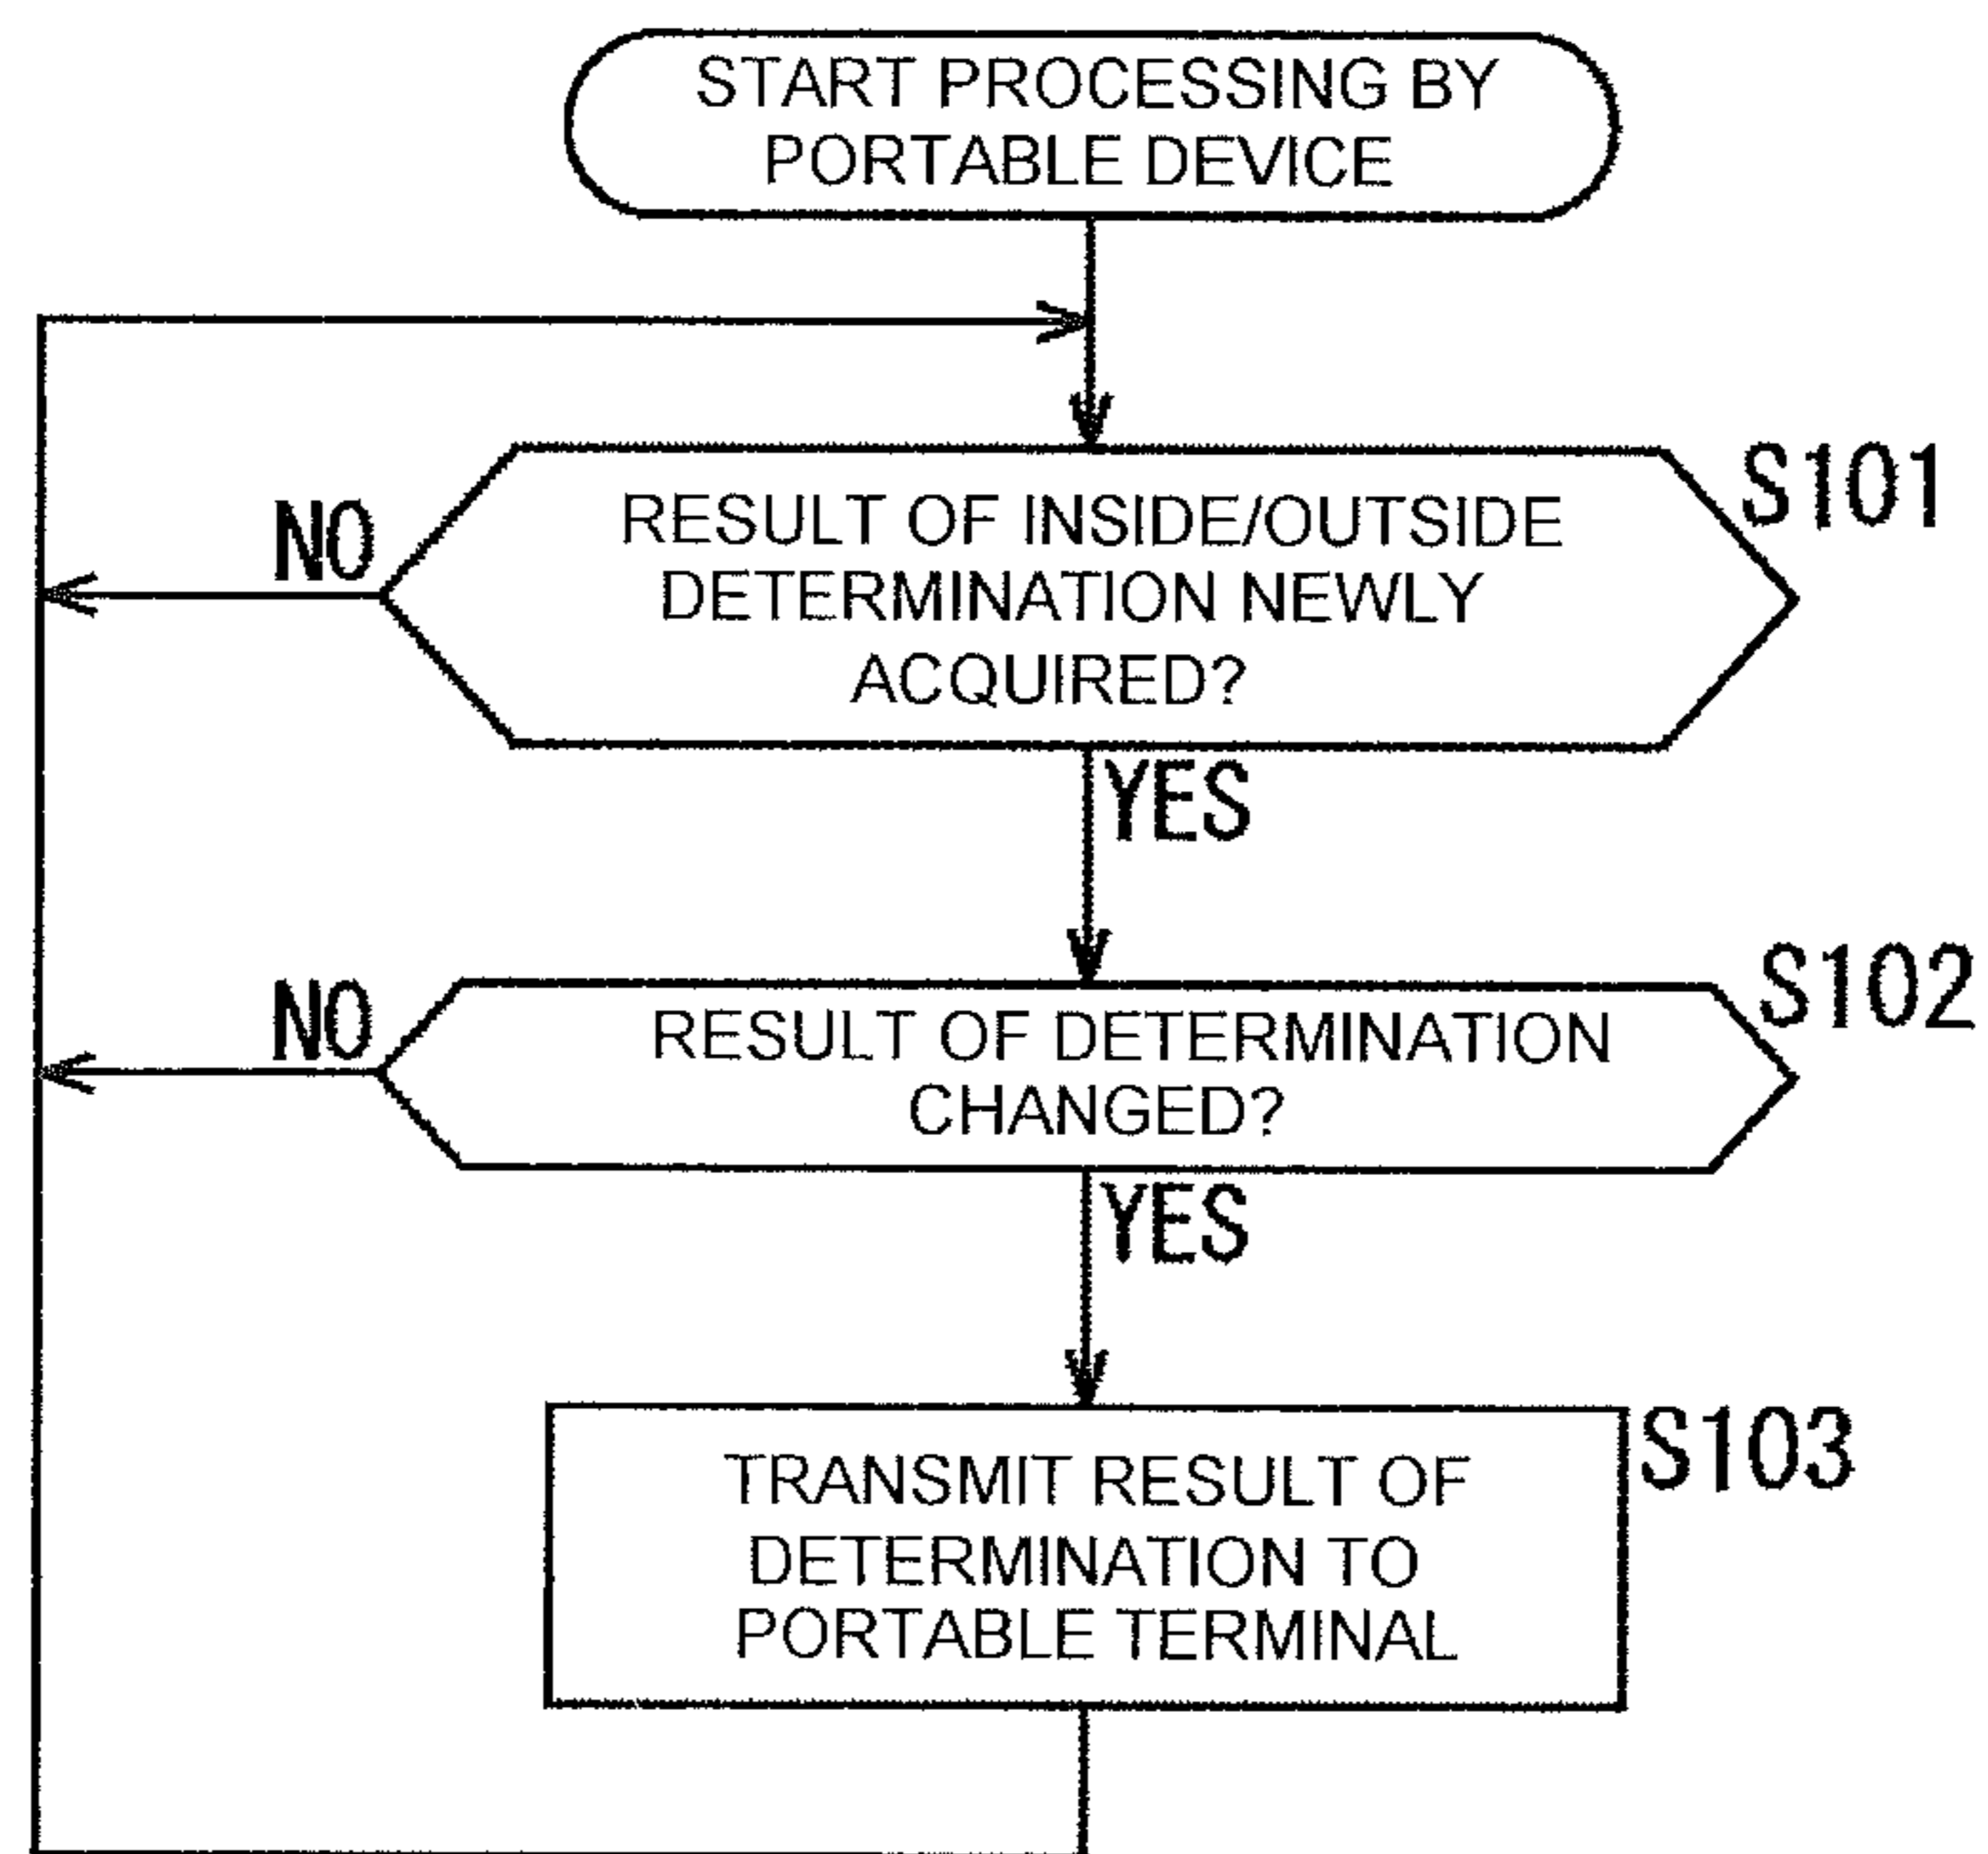 START PROCESSING BY
PORTABLE DEVICE
S101
NO
RESULT OF INSIDE/OUTSIDE
DETERMINATION NEWLY
ACQUIRED?
YES
S102
NO
RESULT OF DETERMINATION
CHANGED?
YES
S103
TRANSMIT RESULT OF
DETERMINATION TO
PORTABLE TERMINAL